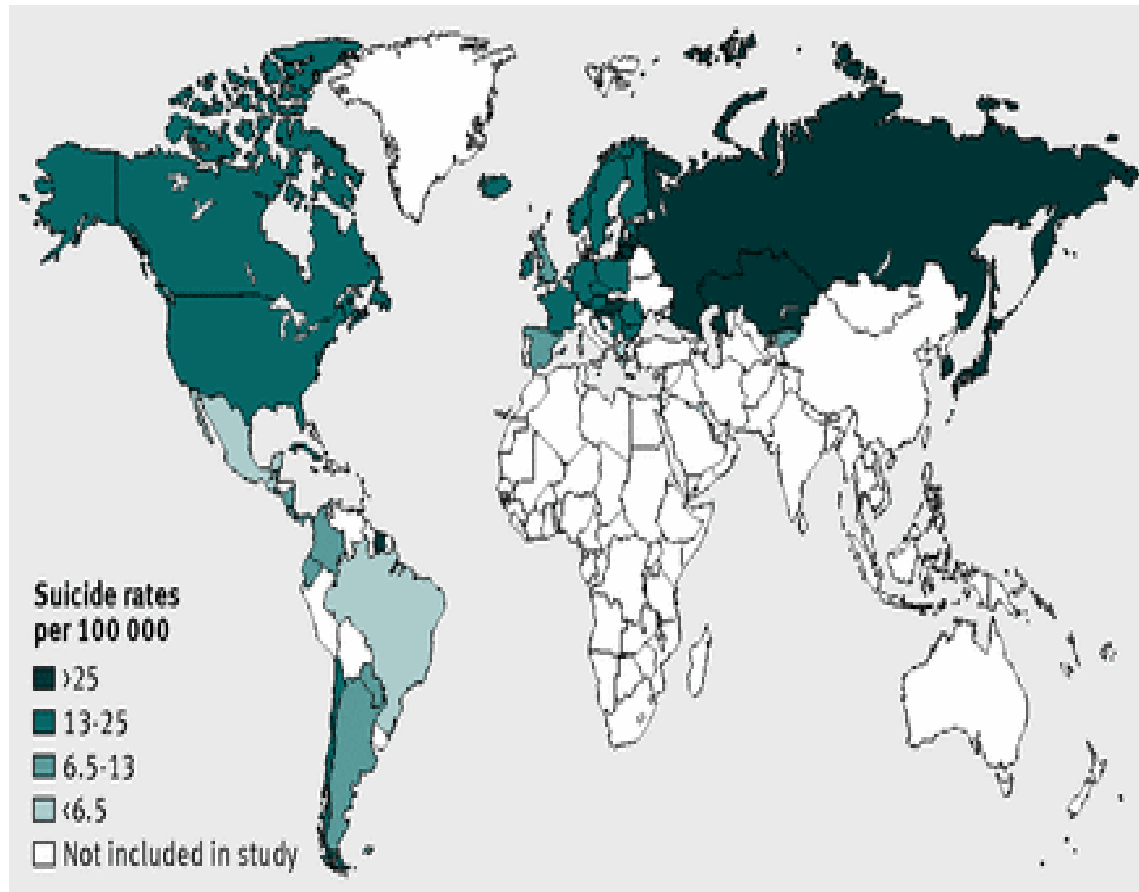 Suicide rates
per 100 000
>25
13-25
6.5-13
<6.5
Not included in study